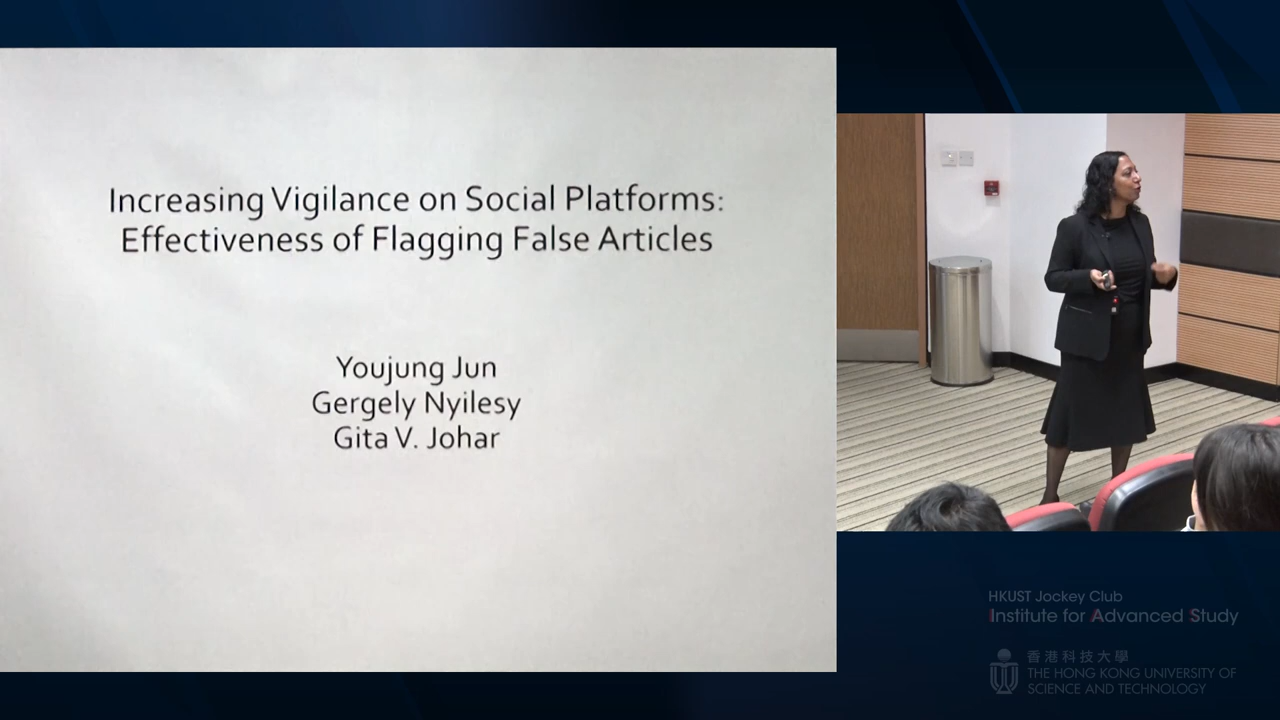 Increasing Vigilance on Social Platforms:
Effectiveness of Flagging False Articles
Youjung Jun
Gergely Nyilesy
Gita V. Johar
HKUST Jockey Club
Institute for Advanced Study
香港科技大學
THE HONG KONG UNIVERSITY OF
SCIENCE AND TECHNOLOGY